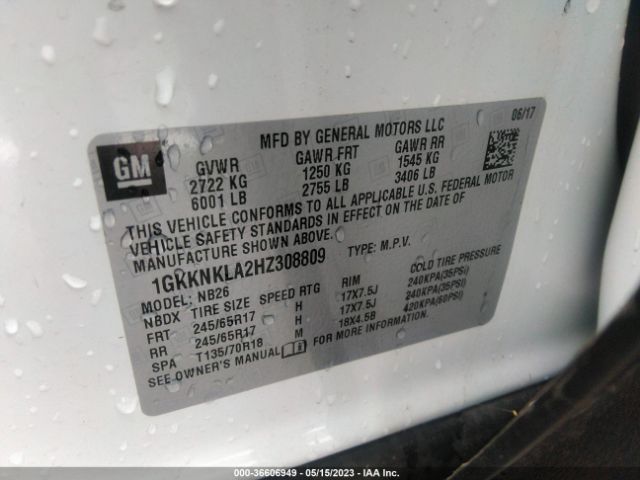 GM
MFD BY GENERAL MOTORS LLC 06/17
GVWR GAWR FRT GAWR RR
2722 KG 1250 KG 1545 KG
6001 LB 2755 LB 3406 LB
THIS VEHICLE CONFORMS TO ALL APPLICABLE U.S. FEDERAL MOTOR
VEHICLE SAFETY STANDARDS IN EFFECT ON THE DATE OF
MANUFACTURE SHOWN ABOVE.
1GKKNKLA2HZ308809 TYPE: M.P.V.
MODEL: NB26
NBDX TIRE SIZE SPEED RTG RIM COLD TIRE PRESSURE
FRT 245/65R17 H 17X7.5J 240KPA(35PSI)
RR 245/65R17 H 17X7.5J 240KPA(35PSI)
SPA T135/70R18 M 18X4.5B 420KPA(60PSI)
SEE OWNER'S MANUAL FOR MORE INFORMATION.
000-36606949 - 05/15/2023 - IAA Inc.